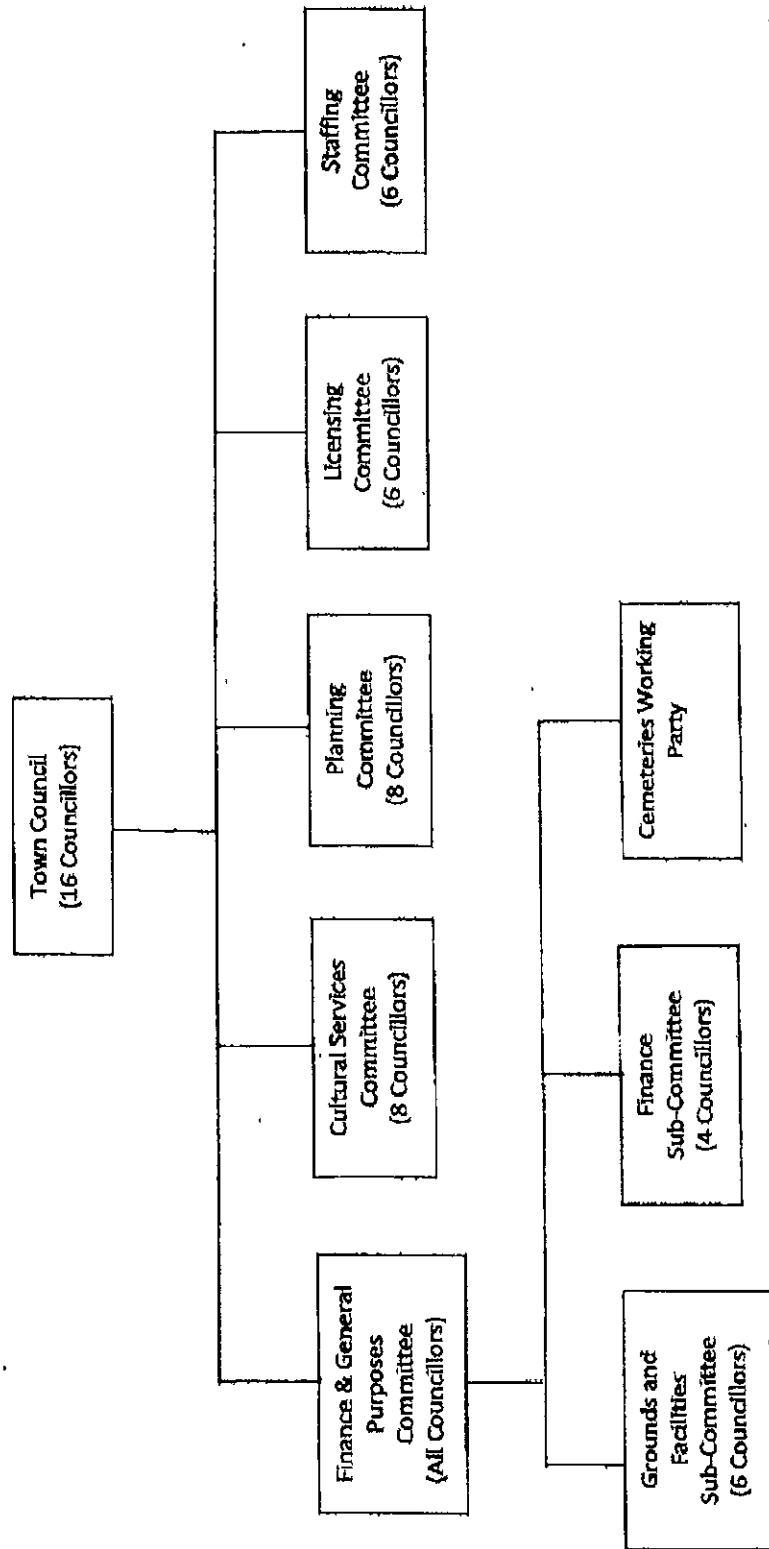 Town Council
(16 Councillors)
Finance & General
Purposes
Committee
(All Councillors)
Cultural Services
Committee
(8 Councillors)
Planning
Committee
(8 Councillors)
Licensing
Committee
(6 Councillors)
Staffing
Committee
(6 Councillors)
Grounds and
Facilities
Sub-Committee
(6 Councillors)
Finance
Sub-Committee
(4 Councillors)
Cemeteries Working
Party